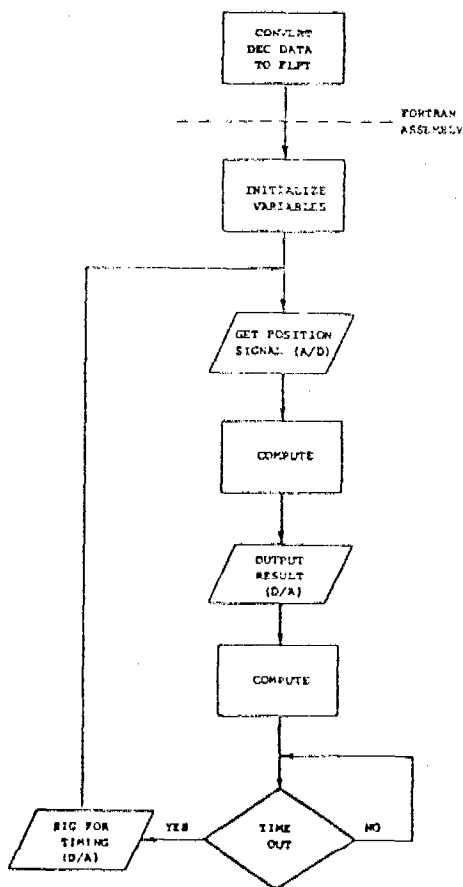 CONVERT
DEC DATA
TO FLPT
FORTRAN
ASSEMBLY
INITIALIZE
VARIABLES
GET POSITION
SIGNAL (A/D)
COMPUTE
OUTPUT
RESULT
(D/A)
COMPUTE
TIME
OUT
NO
YES
SIG FOR
TIMING
(D/A)